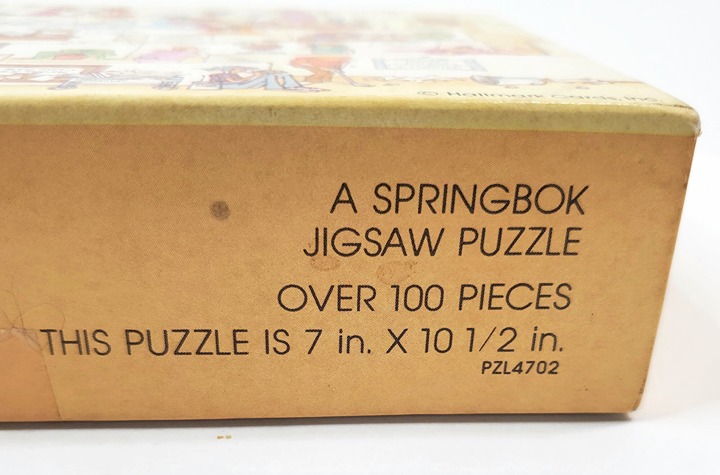 © Hallmark Cards, Inc.
A SPRINGBOK
JIGSAW PUZZLE
OVER 100 PIECES
THIS PUZZLE IS 7 in. X 10 1/2 in.
PZL4702